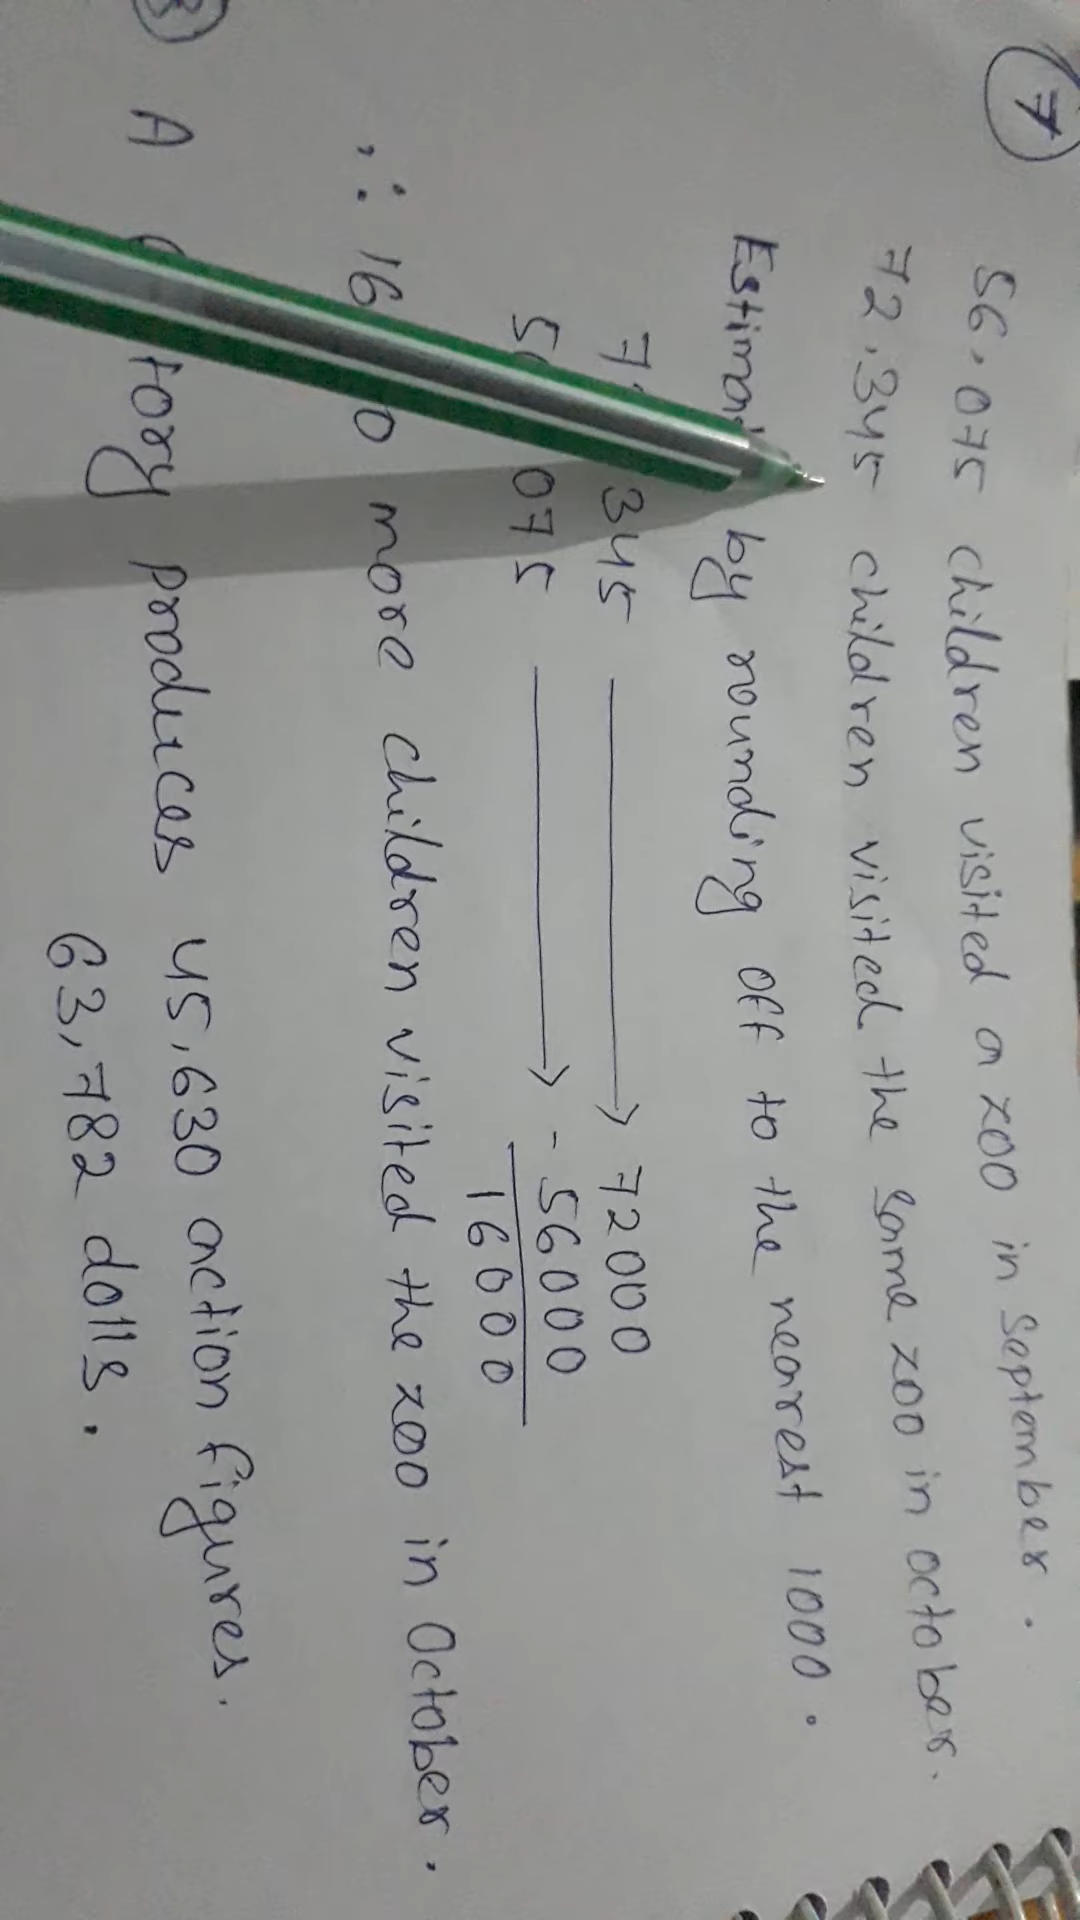 7
56,075 children visited a zoo in September.
72,345 children visited the same zoo in october.
by rounding off to the nearest 1000.
345 72000
075 - 56000
16000
∴ more children visited the zoo in October.
8 A produces 45,630 action figures.
63,782 dolls.